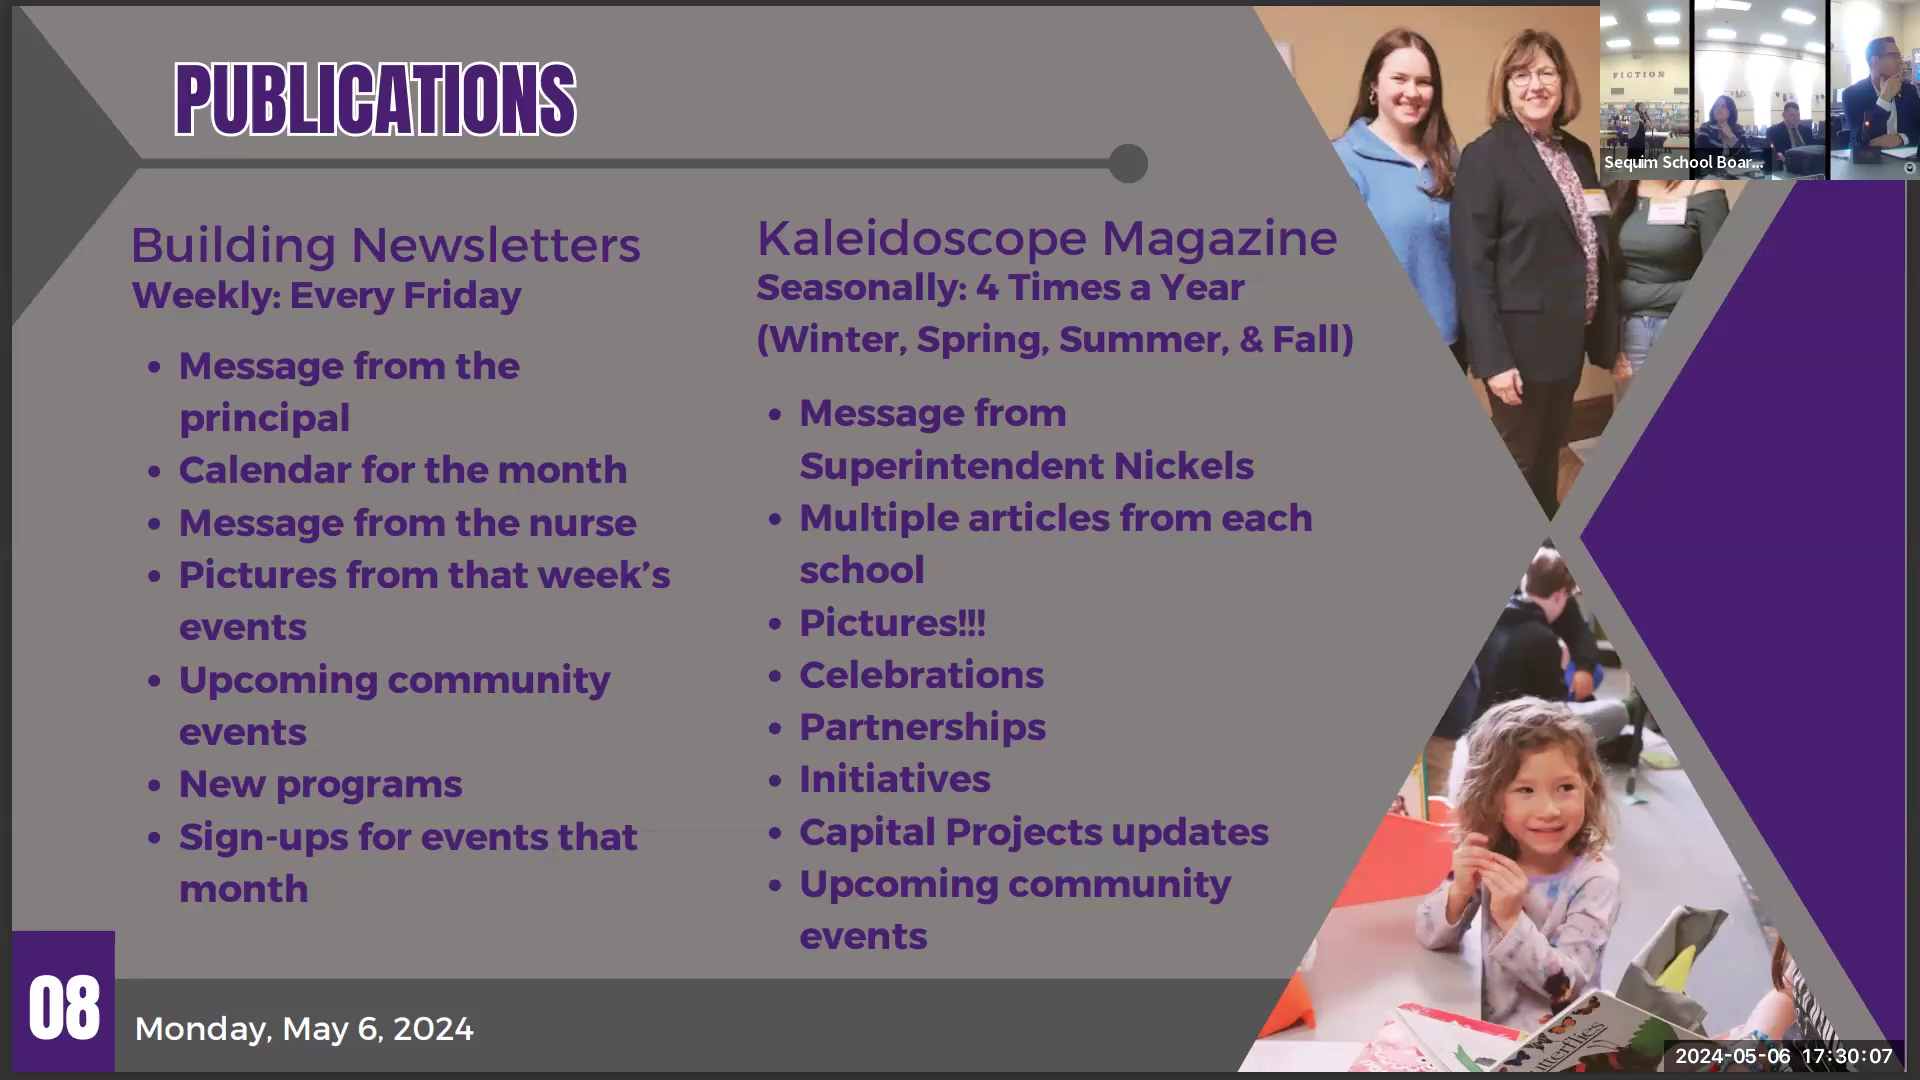 PUBLICATIONS
Building Newsletters
Weekly: Every Friday
• Message from the
principal
• Calendar for the month
• Message from the nurse
• Pictures from that week’s
events
• Upcoming community
events
• New programs
• Sign-ups for events that
month
Kaleidoscope Magazine
Seasonally: 4 Times a Year
(Winter, Spring, Summer, & Fall)
• Message from
Superintendent Nickels
• Multiple articles from each
school
• Pictures!!!
• Celebrations
• Partnerships
• Initiatives
• Capital Projects updates
• Upcoming community
events
08
Monday, May 6, 2024
FICTION
Sequim School Boar...
2024-05-06 17:30:07